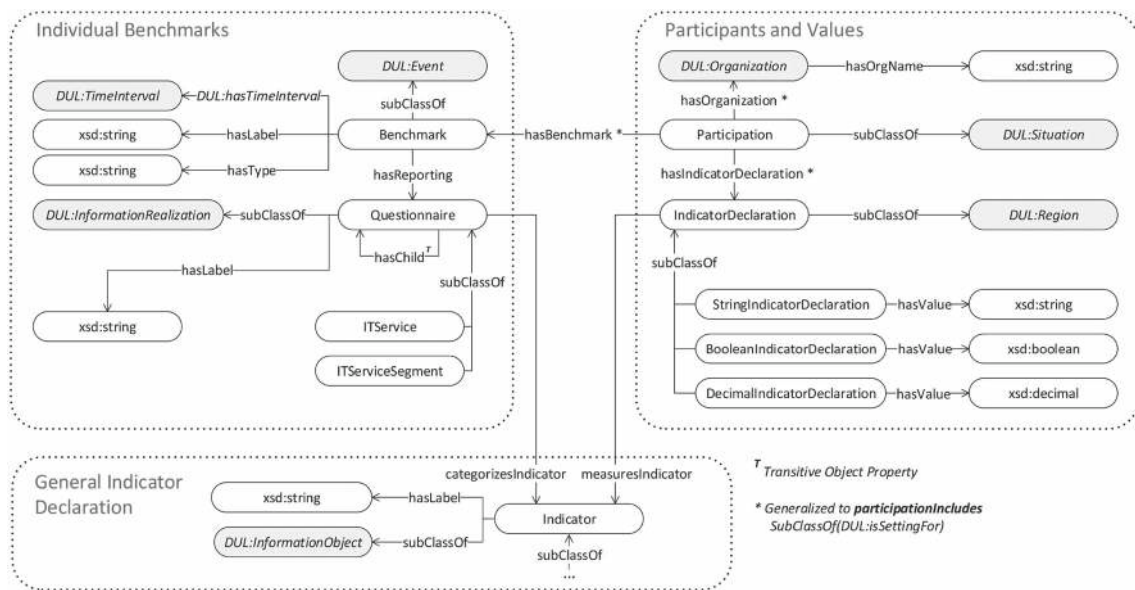 Individual Benchmarks
DUL:Event
subClassOf
DUL:TimeInterval
DUL:hasTimeInterval
xsd:string
hasLabel
Benchmark
xsd:string
hasType
hasReporting
DUL:InformationRealization
subClassOf
Questionnaire
hasChild T
hasLabel
subClassOf
xsd:string
ITService
ITServiceSegment
hasBenchmark *
Participants and Values
DUL:Organization
hasOrgName
xsd:string
hasOrganization *
Participation
subClassOf
DUL:Situation
hasIndicatorDeclaration *
IndicatorDeclaration
subClassOf
DUL:Region
subClassOf
StringIndicatorDeclaration
hasValue
xsd:string
BooleanIndicatorDeclaration
hasValue
xsd:boolean
DecimalIndicatorDeclaration
hasValue
xsd:decimal
General Indicator
Declaration
categorizesIndicator
measuresIndicator
xsd:string
hasLabel
Indicator
DUL:InformationObject
subClassOf
subClassOf
...
T Transitive Object Property
* Generalized to participationIncludes
SubClassOf(DUL:isSettingFor)